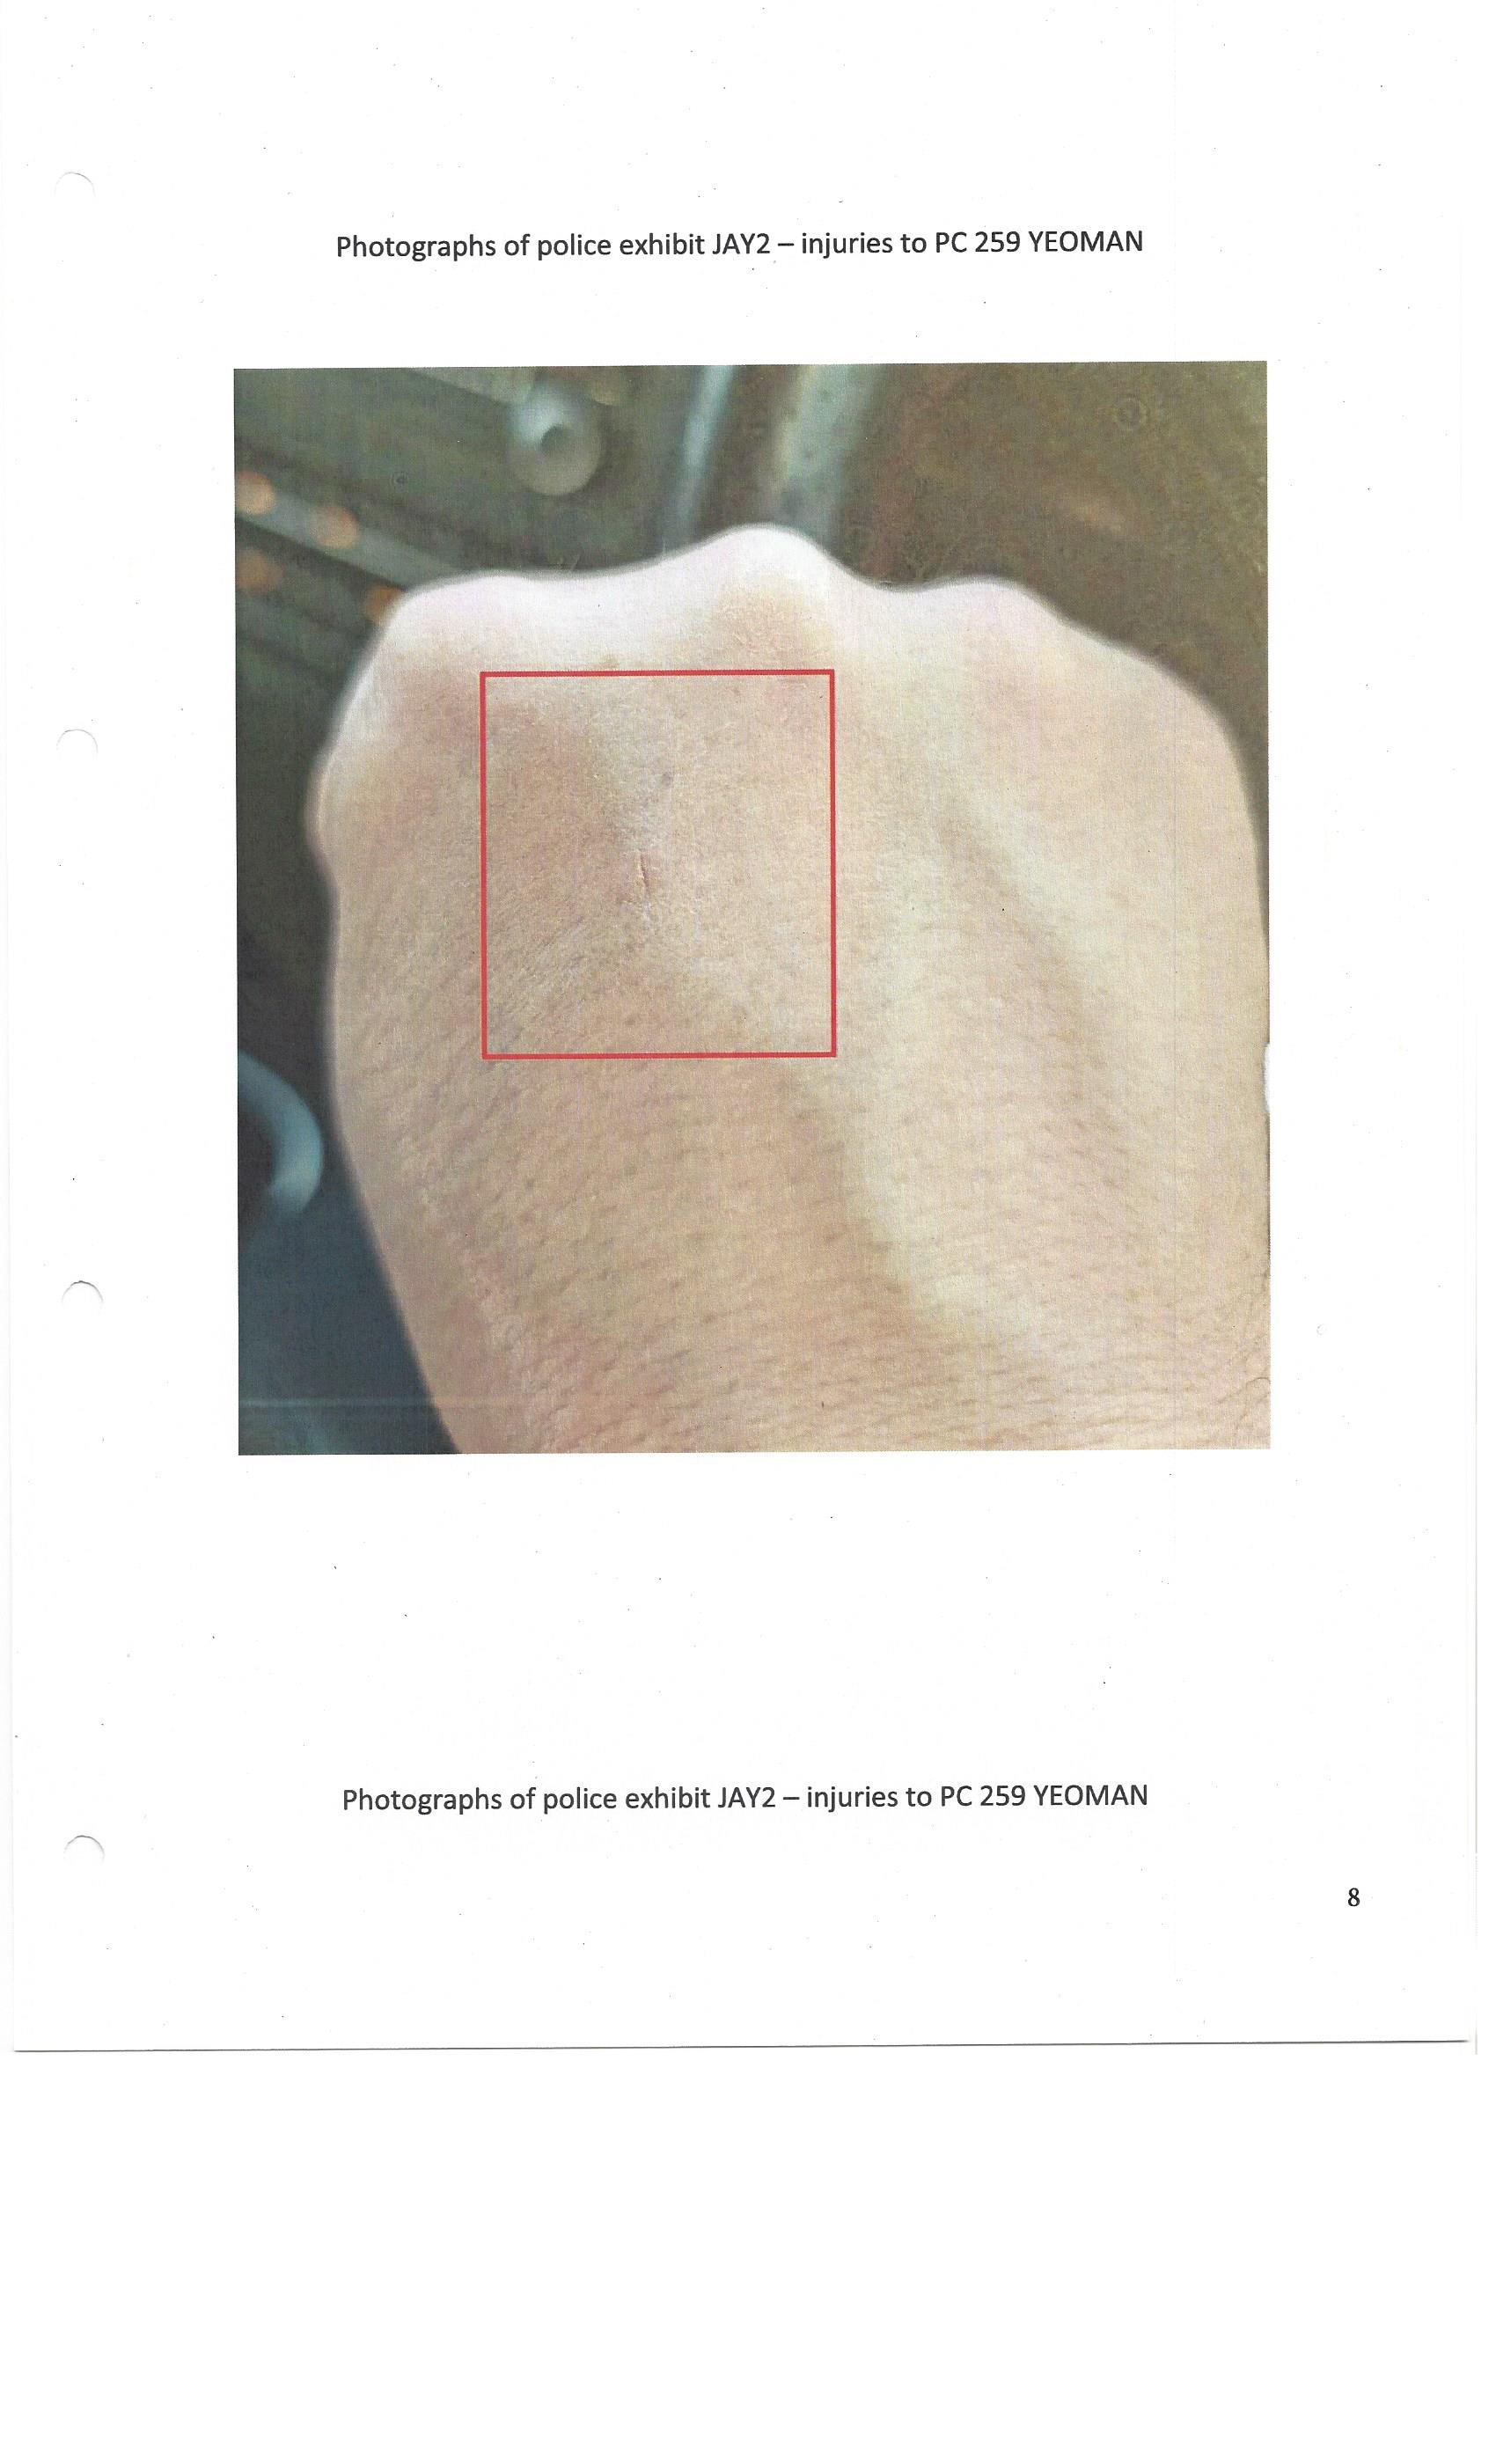 Photographs of police exhibit JAY2 – injuries to PC 259 YEOMAN
Photographs of police exhibit JAY2 – injuries to PC 259 YEOMAN
8